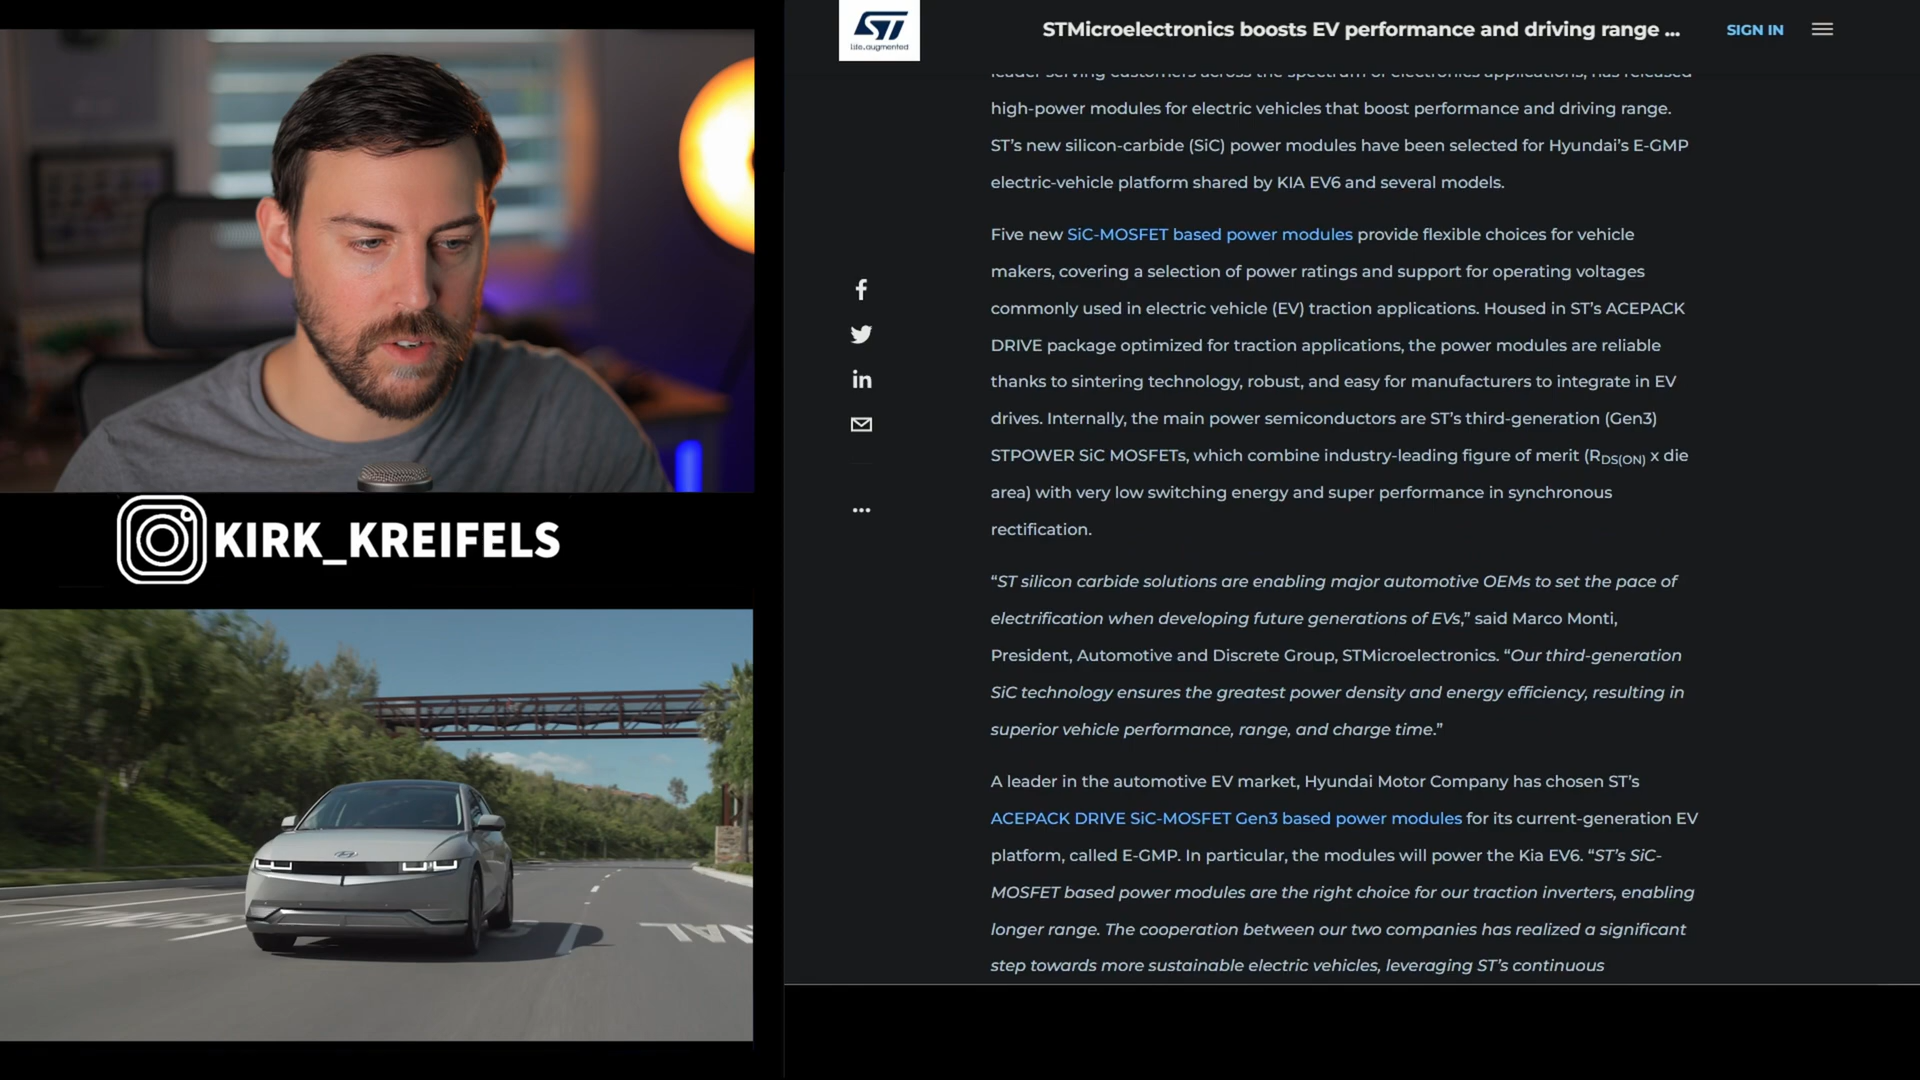 KIRK_KREIFELS
ST
life.augmented
STMicroelectronics boosts EV performance and driving range ...
SIGN IN
leader serving customers across the spectrum of electronics applications, has released
high-power modules for electric vehicles that boost performance and driving range.
ST’s new silicon-carbide (SiC) power modules have been selected for Hyundai’s E-GMP
electric-vehicle platform shared by KIA EV6 and several models.
Five new SiC-MOSFET based power modules provide flexible choices for vehicle
makers, covering a selection of power ratings and support for operating voltages
commonly used in electric vehicle (EV) traction applications. Housed in ST’s ACEPACK
DRIVE package optimized for traction applications, the power modules are reliable
thanks to sintering technology, robust, and easy for manufacturers to integrate in EV
drives. Internally, the main power semiconductors are ST’s third-generation (Gen3)
STPOWER SiC MOSFETs, which combine industry-leading figure of merit (RDS(ON) x die
area) with very low switching energy and super performance in synchronous
rectification.
“ST silicon carbide solutions are enabling major automotive OEMs to set the pace of
electrification when developing future generations of EVs,” said Marco Monti,
President, Automotive and Discrete Group, STMicroelectronics. “Our third-generation
SiC technology ensures the greatest power density and energy efficiency, resulting in
superior vehicle performance, range, and charge time.”
A leader in the automotive EV market, Hyundai Motor Company has chosen ST’s
ACEPACK DRIVE SiC-MOSFET Gen3 based power modules for its current-generation EV
platform, called E-GMP. In particular, the modules will power the Kia EV6. “ST’s SiC-
MOSFET based power modules are the right choice for our traction inverters, enabling
longer range. The cooperation between our two companies has realized a significant
step towards more sustainable electric vehicles, leveraging ST’s continuous